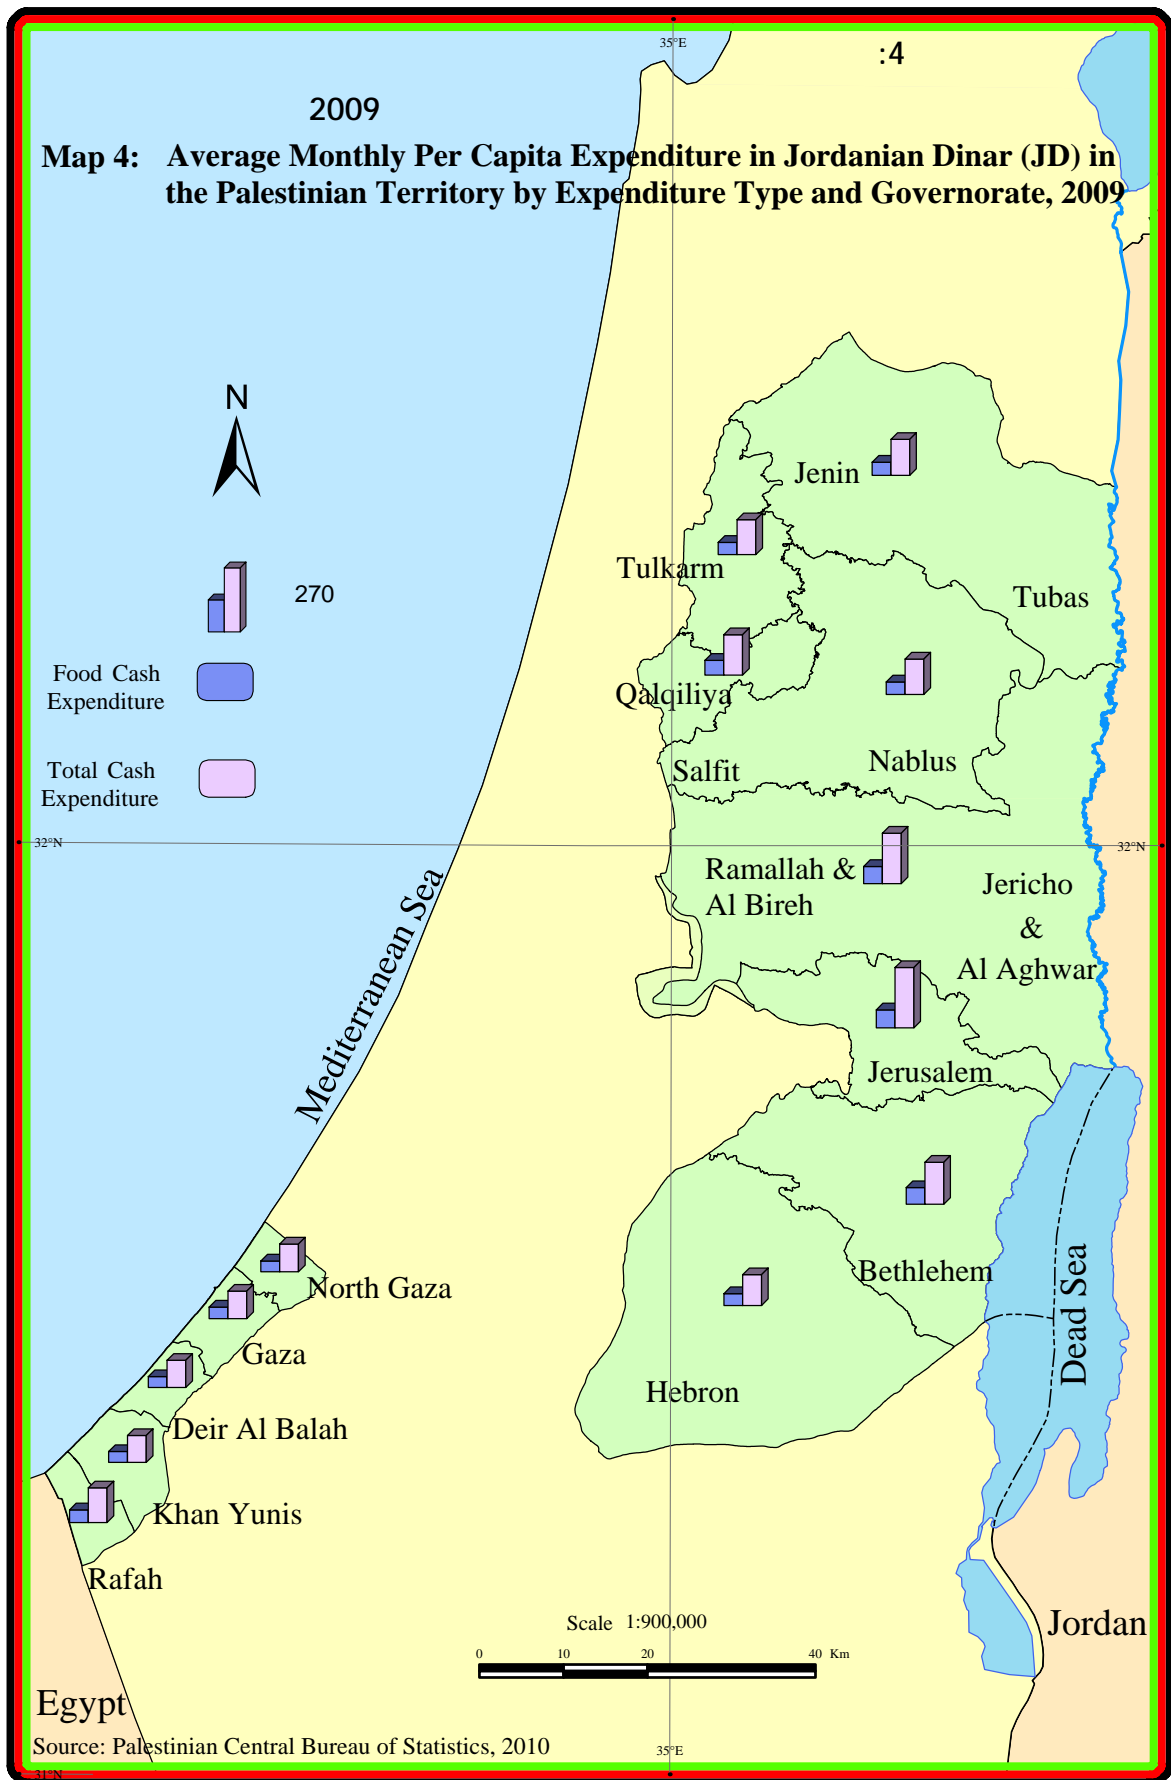 :4
2009
Map 4: Average Monthly Per Capita Expenditure in Jordanian Dinar (JD) in
the Palestinian Territory by Expenditure Type and Governorate, 2009
35°E
N
270
Food Cash
Expenditure
Total Cash
Expenditure
Jenin
Tulkarm
Tubas
Qalqiliya
Salfit
Nablus
32°N
32°N
Ramallah &
Al Bireh
Jericho
&
Al Aghwar
Mediterranean Sea
Jerusalem
Bethlehem
Dead Sea
Hebron
North Gaza
Gaza
Deir Al Balah
Khan Yunis
Rafah
Scale 1:900,000
0 10 20 40 Km
Jordan
Egypt
Source: Palestinian Central Bureau of Statistics, 2010
35°E
31°N